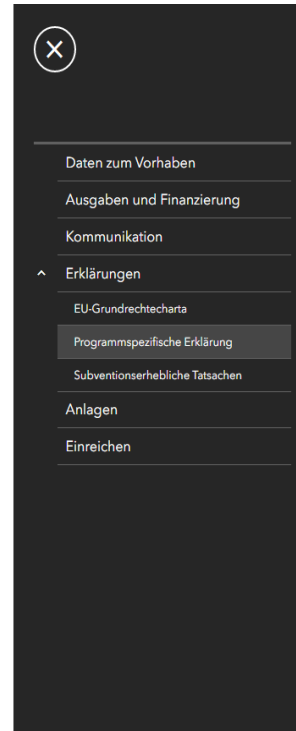 Daten zum Vorhaben
Ausgaben und Finanzierung
Kommunikation
Erklärungen
EU-Grundrechtecharta
Programmspezifische Erklärung
Subventionserhebliche Tatsachen
Anlagen
Einreichen